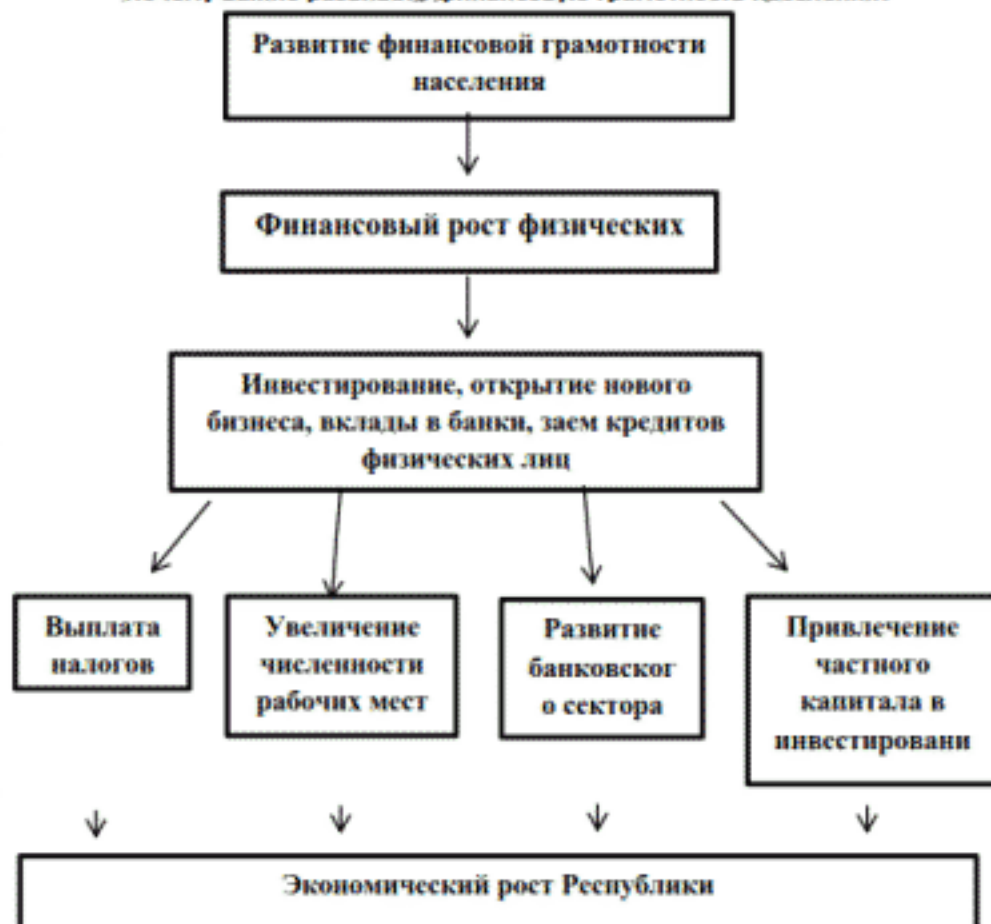 Развитие финансовой грамотности
населения
Финансовый рост физических
Инвестирование, открытие нового
бизнеса, вклады в банки, заем кредитов
физических лиц
Выплата
налогов
Увеличение
численности
рабочих мест
Развитие
банковског
о сектора
Привлечение
частного
капитала в
инвестировани
Экономический рост Республики